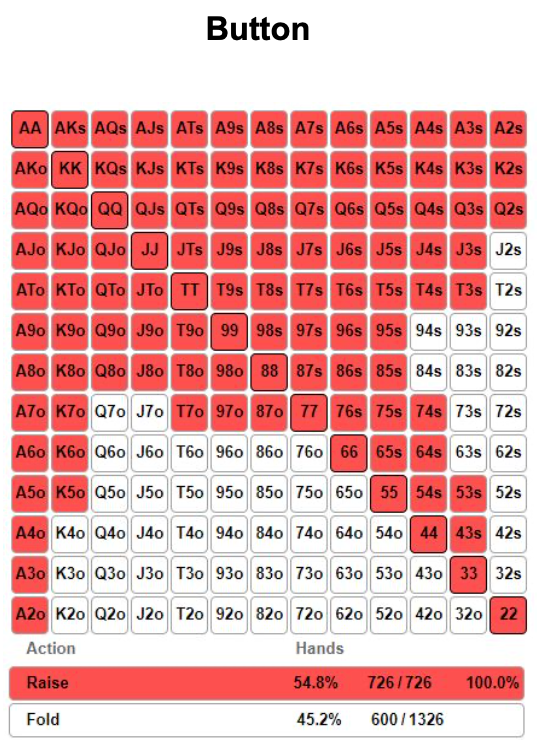 Button
AA AKs AQs AJs ATs A9s A8s A7s A6s A5s A4s A3s A2s
AKo KK KQs KJs KTs K9s K8s K7s K6s K5s K4s K3s K2s
AQo KQo QQ QJs QTs Q9s Q8s Q7s Q6s Q5s Q4s Q3s Q2s
AJo KJo QJo JJ JTs J9s J8s J7s J6s J5s J4s J3s J2s
ATo KTo QTo JTo TT T9s T8s T7s T6s T5s T4s T3s T2s
A9o K9o Q9o J9o T9o 99 98s 97s 96s 95s 94s 93s 92s
A8o K8o Q8o J8o T8o 98o 88 87s 86s 85s 84s 83s 82s
A7o K7o Q7o J7o T7o 97o 87o 77 76s 75s 74s 73s 72s
A6o K6o Q6o J6o T6o 96o 86o 76o 66 65s 64s 63s 62s
A5o K5o Q5o J5o T5o 95o 85o 75o 65o 55 54s 53s 52s
A4o K4o Q4o J4o T4o 94o 84o 74o 64o 54o 44 43s 42s
A3o K3o Q3o J3o T3o 93o 83o 73o 63o 53o 43o 33 32s
A2o K2o Q2o J2o T2o 92o 82o 72o 62o 52o 42o 32o 22
Action Hands
Raise 54.8% 726 / 726 100.0%
Fold 45.2% 600 / 1326